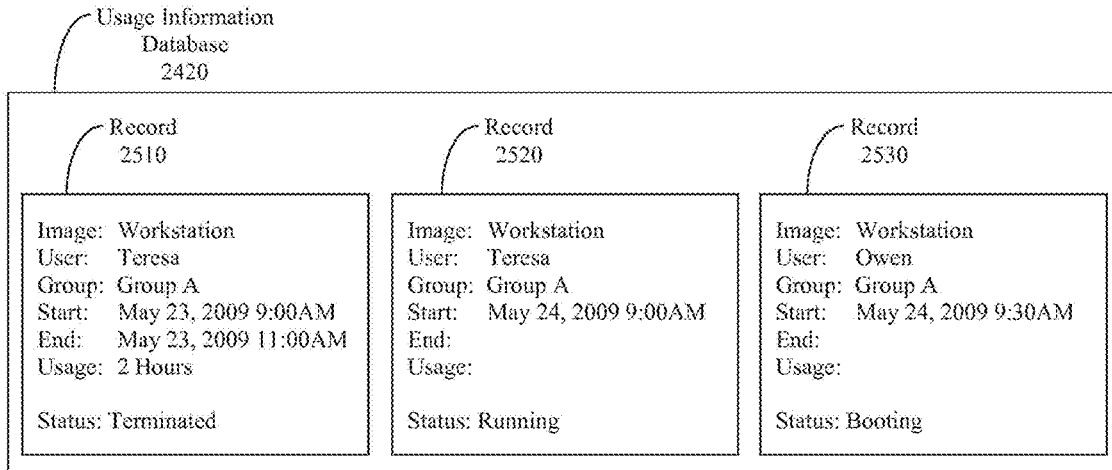 Usage Information
Database
2420
Record
2510
Record
2520
Record
2530
Image: Workstation
User: Teresa
Group: Group A
Start: May 23, 2009 9:00AM
End: May 23, 2009 11:00AM
Usage: 2 Hours
Status: Terminated
Image: Workstation
User: Teresa
Group: Group A
Start: May 24, 2009 9:00AM
End:
Usage:
Status: Running
Image: Workstation
User: Owen
Group: Group A
Start: May 24, 2009 9:30AM
End:
Usage:
Status: Booting